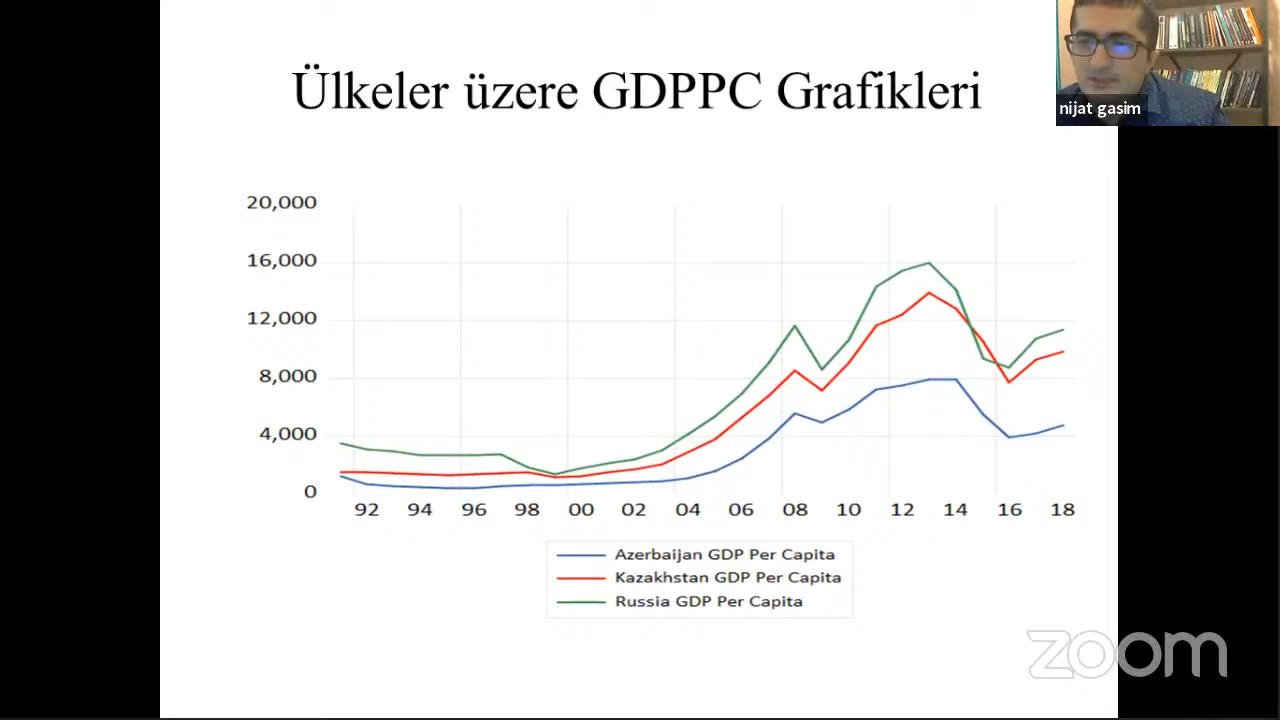 Ülkeler üzere GDPPC Grafikleri
nijat gasim
20,000
16,000
12,000
8,000
4,000
0
92 94 96 98 00 02 04 06 08 10 12 14 16 18
Azerbaijan GDP Per Capita
Kazakhstan GDP Per Capita
Russia GDP Per Capita
zoom